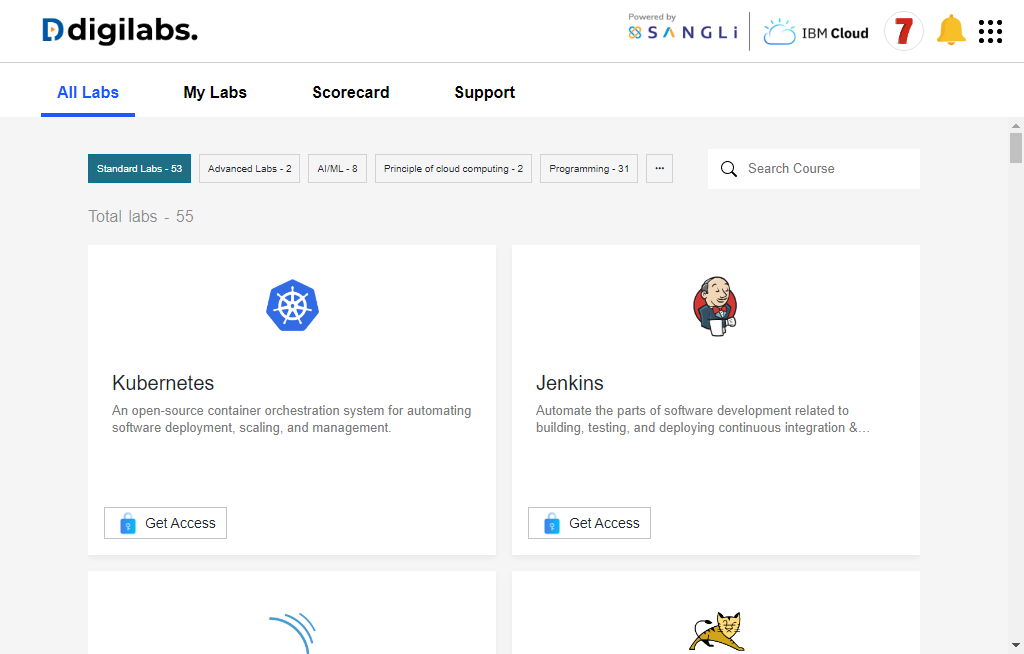 Ddigilabs.
Powered by
SANGLi
IBM Cloud
7
All Labs
My Labs
Scorecard
Support
Standard Labs - 53
Advanced Labs - 2
AI/ML - 8
Principle of cloud computing - 2
Programming - 31
...
Search Course
Total labs - 55
Kubernetes
An open-source container orchestration system for automating
software deployment, scaling, and management.
Get Access
Jenkins
Automate the parts of software development related to
building, testing, and deploying continuous integration &...
Get Access